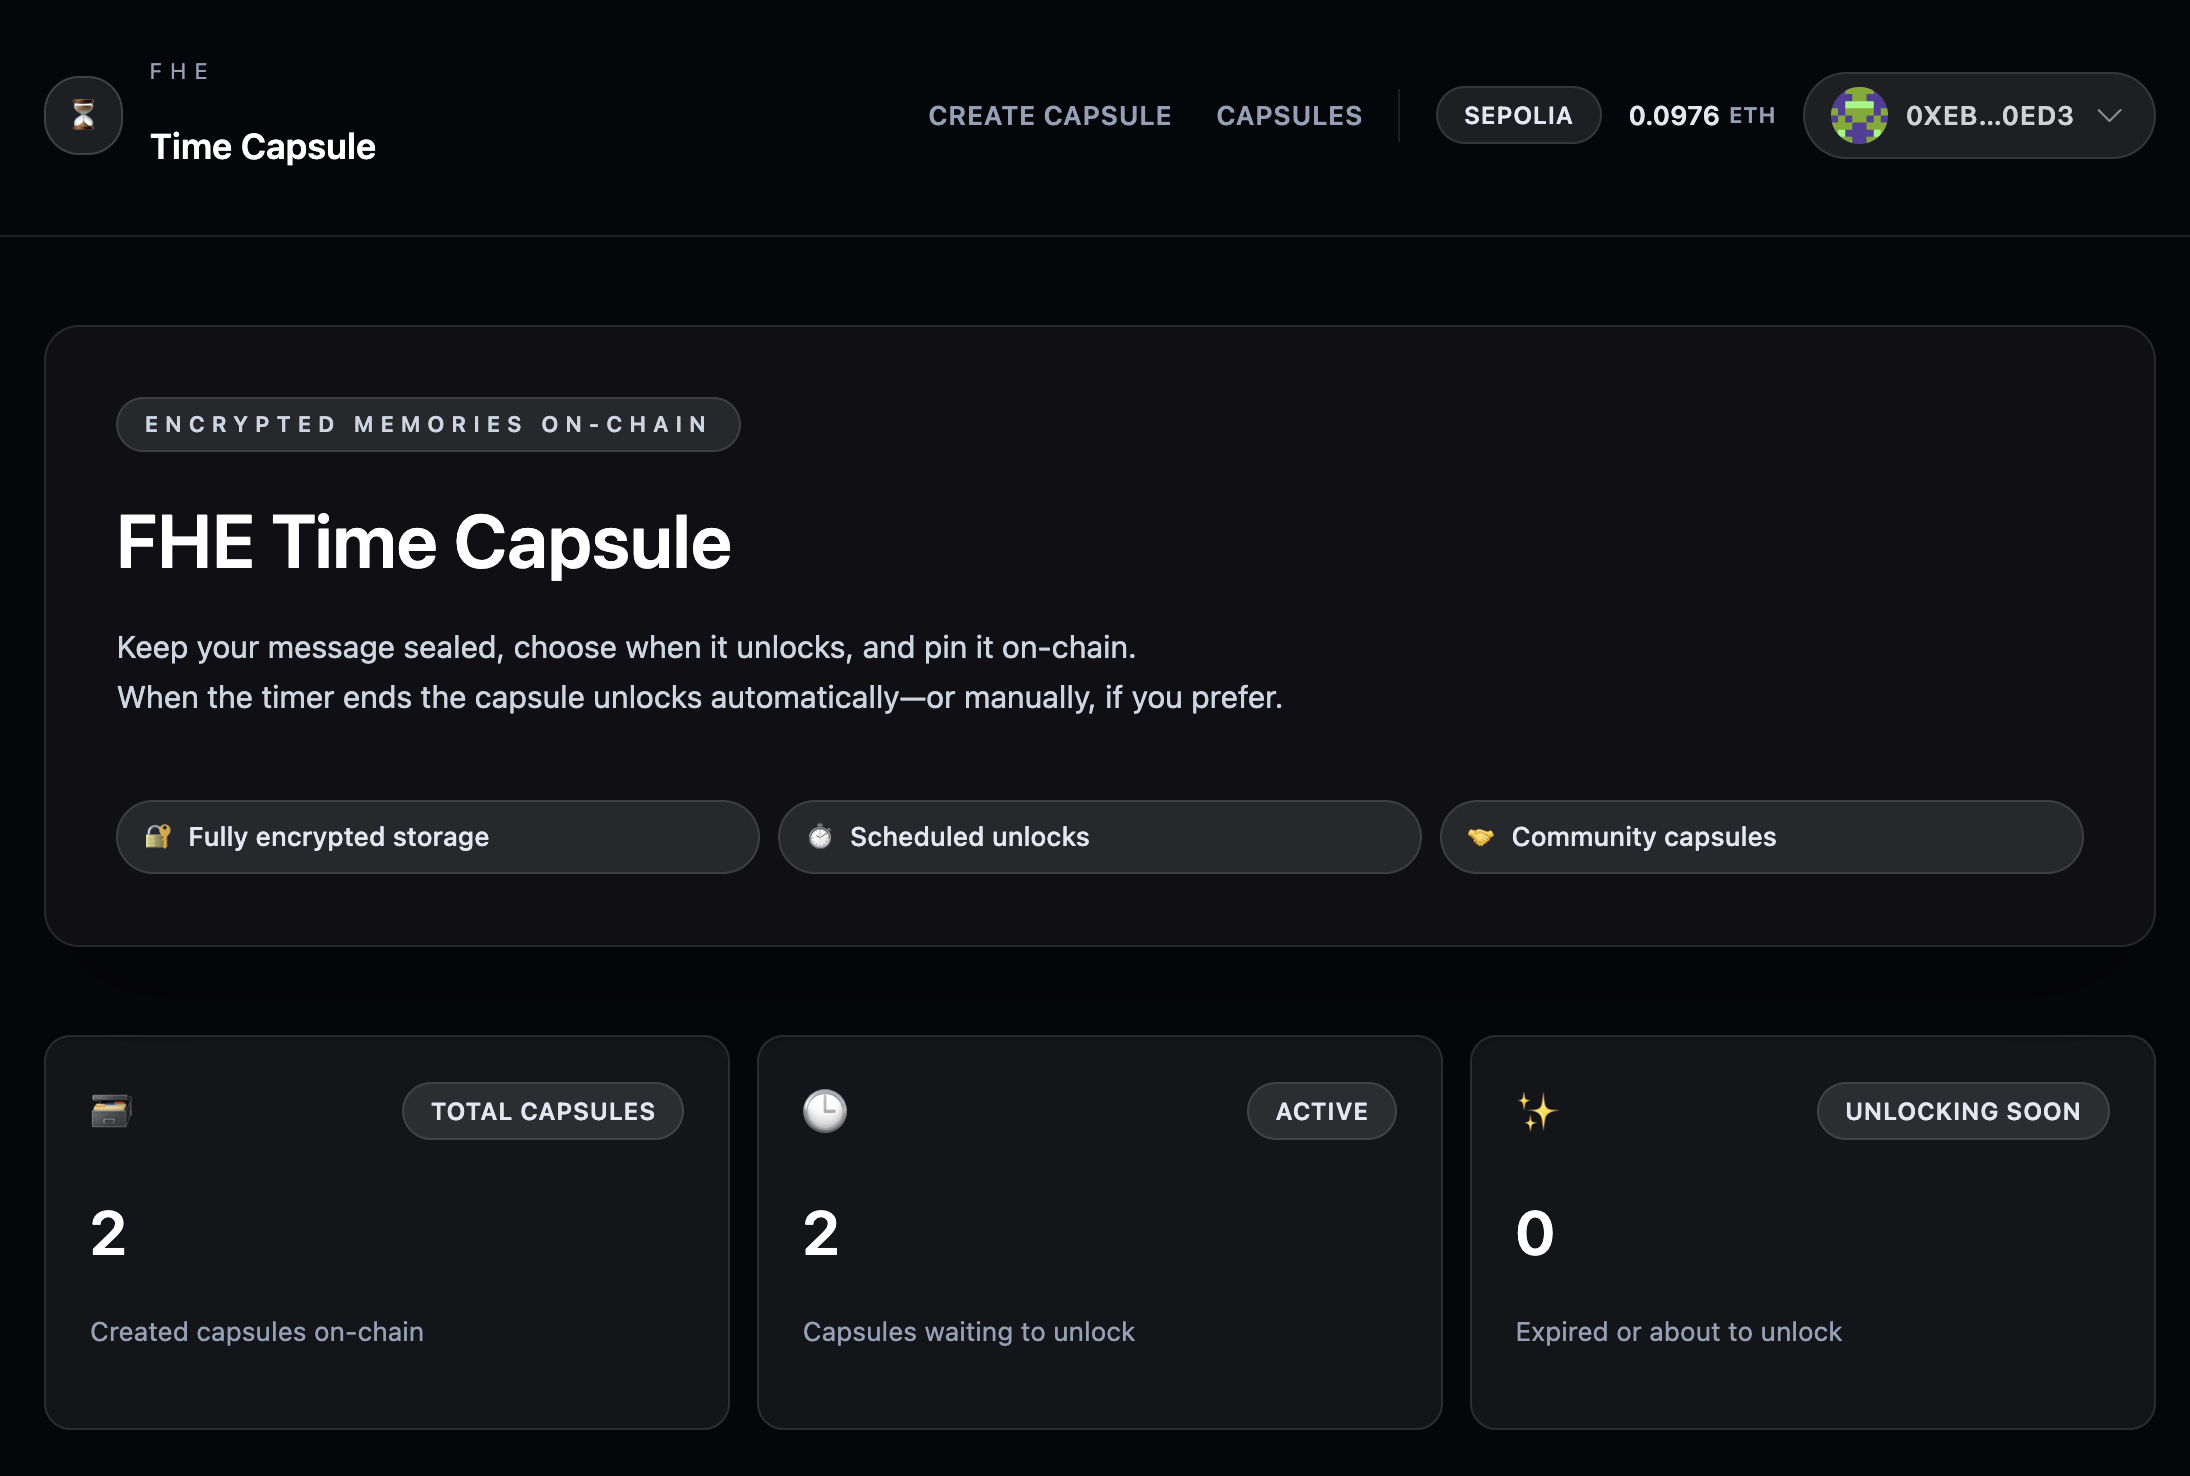 FHE
Time Capsule
CREATE CAPSULE
CAPSULES
SEPOLIA
0.0976 ETH
0XEB...0ED3
ENCRYPTED MEMORIES ON-CHAIN
FHE Time Capsule
Keep your message sealed, choose when it unlocks, and pin it on-chain.
When the timer ends the capsule unlocks automatically—or manually, if you prefer.
Fully encrypted storage
Scheduled unlocks
Community capsules
TOTAL CAPSULES
2
Created capsules on-chain
ACTIVE
2
Capsules waiting to unlock
UNLOCKING SOON
0
Expired or about to unlock